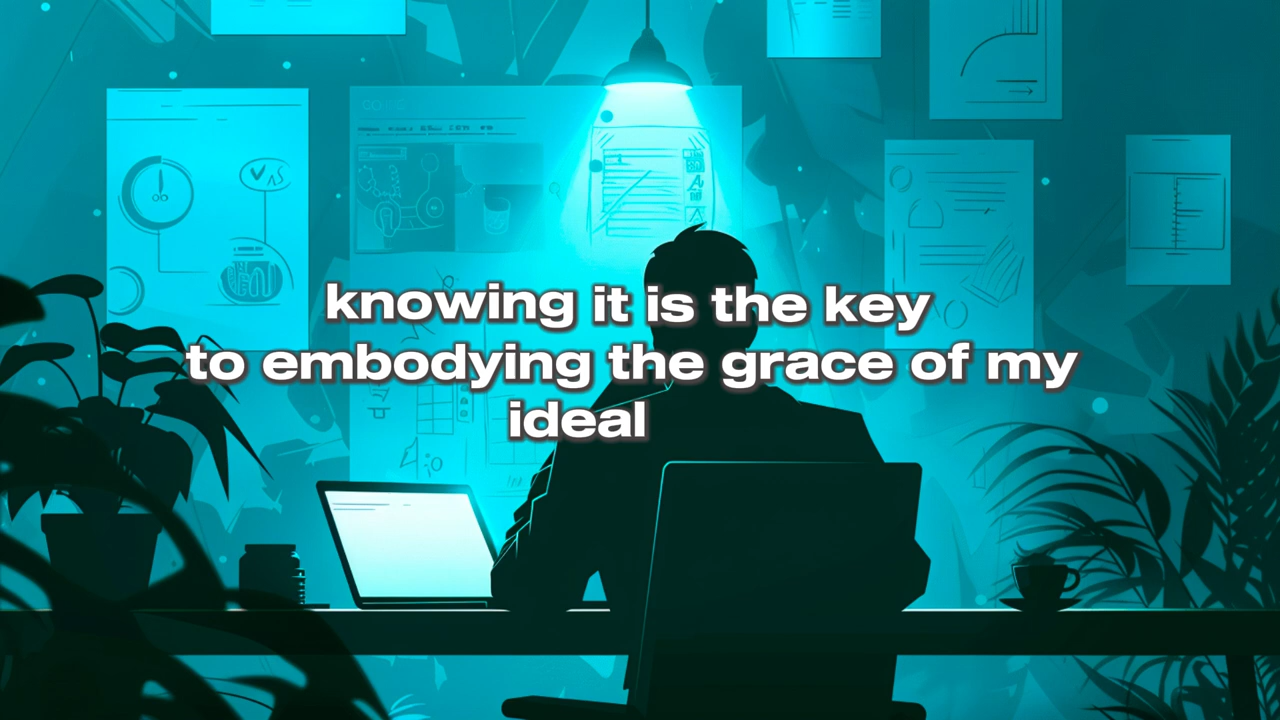 knowing it is the key
to embodying the grace of my
ideal